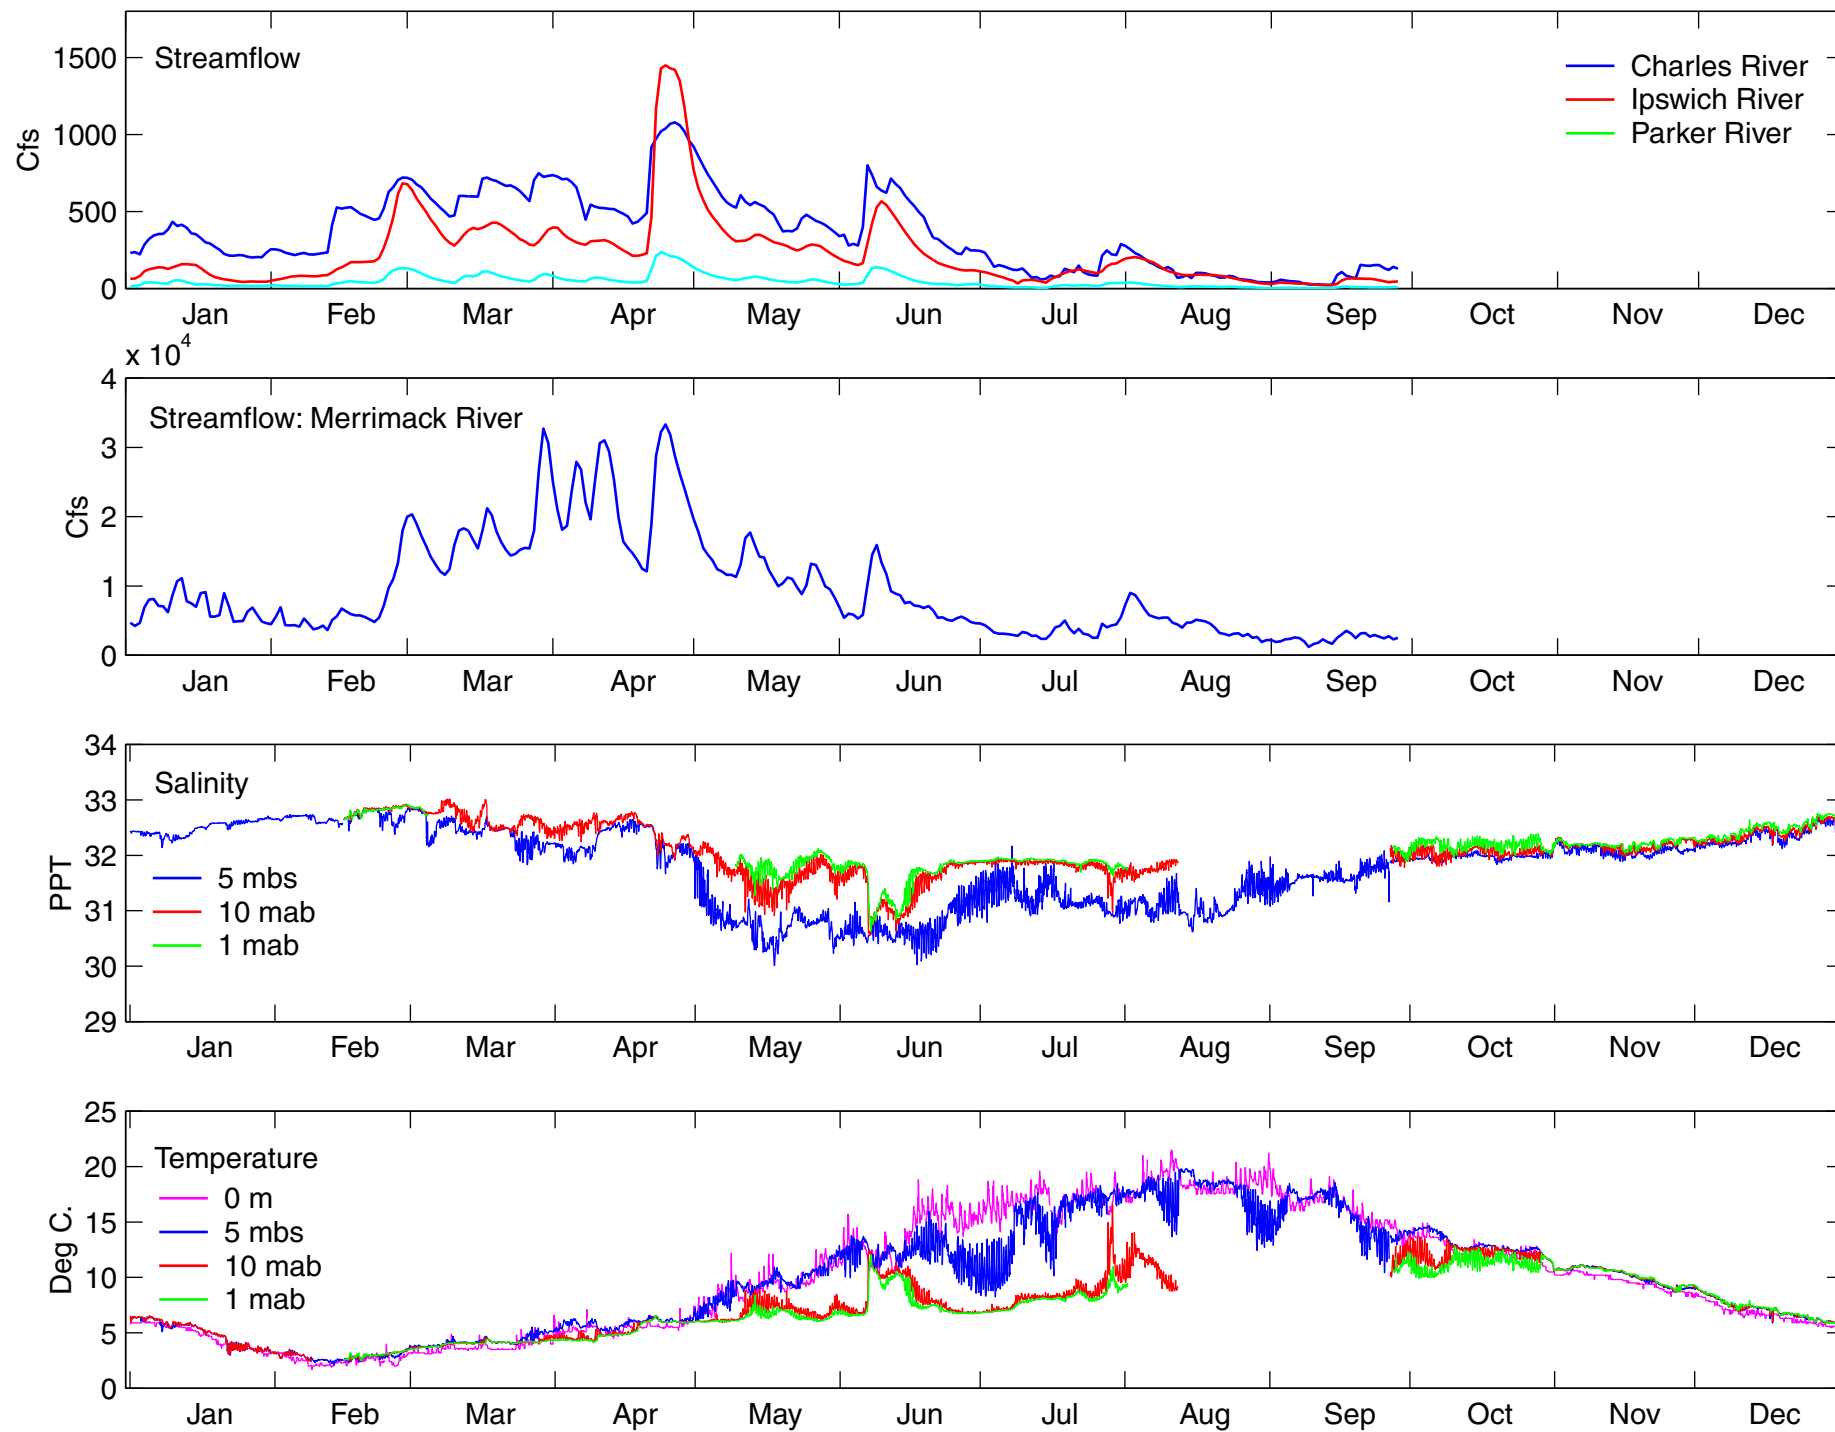 Streamflow
Charles River
Ipswich River
Parker River
Cfs
1500
1000
500
0
Jan Feb Mar Apr May Jun Jul Aug Sep Oct Nov Dec
x 10^4
Streamflow: Merrimack River
Cfs
4
3
2
1
0
Jan Feb Mar Apr May Jun Jul Aug Sep Oct Nov Dec
Salinity
5 mbs
10 mab
1 mab
PPT
34
33
32
31
30
29
Jan Feb Mar Apr May Jun Jul Aug Sep Oct Nov Dec
Temperature
0 m
5 mbs
10 mab
1 mab
Deg C.
25
20
15
10
5
0
Jan Feb Mar Apr May Jun Jul Aug Sep Oct Nov Dec